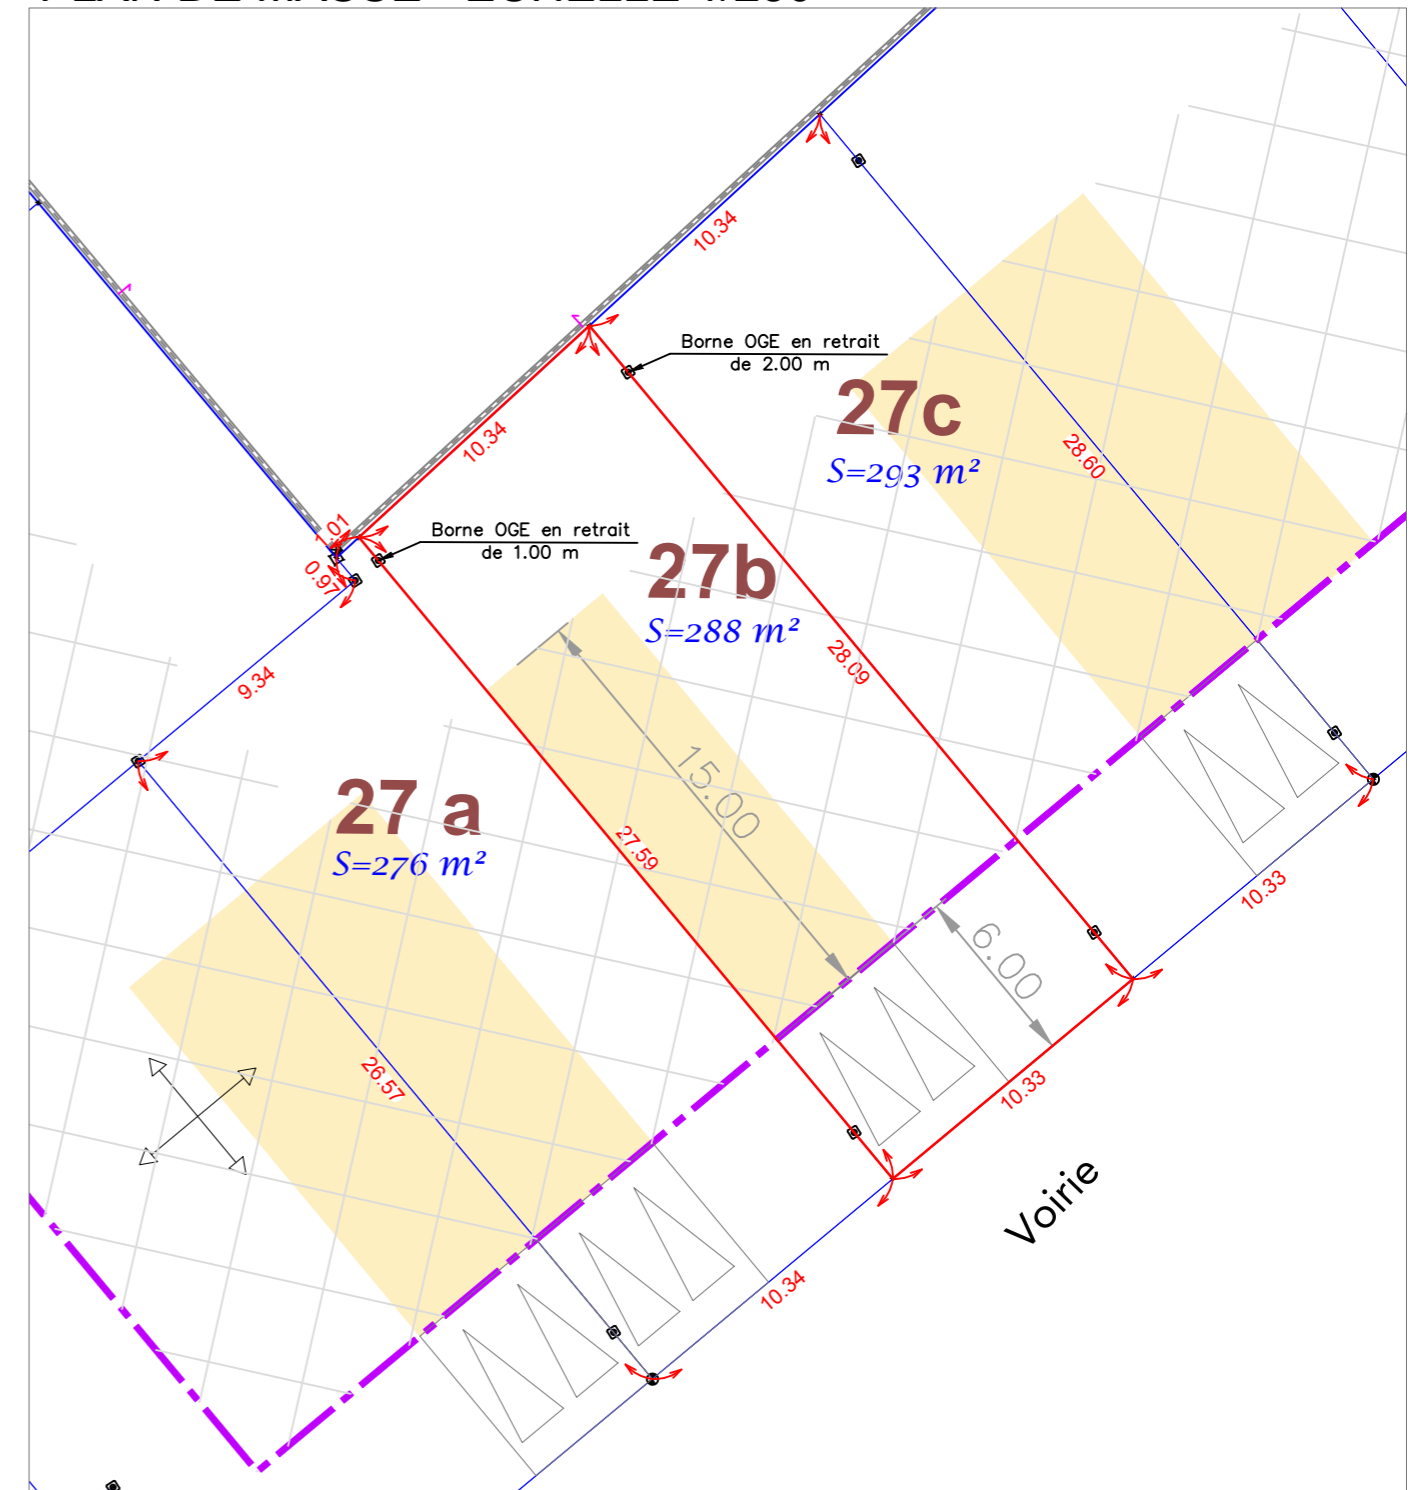 10.34
Borne OGE en retrait
de 2.00 m
27c
S=293 m²
28.60
10.34
Borne OGE en retrait
de 1.00 m
0.97
27b
S=288 m²
28.09
9.34
15.00
27 a
S=276 m²
27.59
10.33
6.00
26.57
10.33
Voirie
10.34